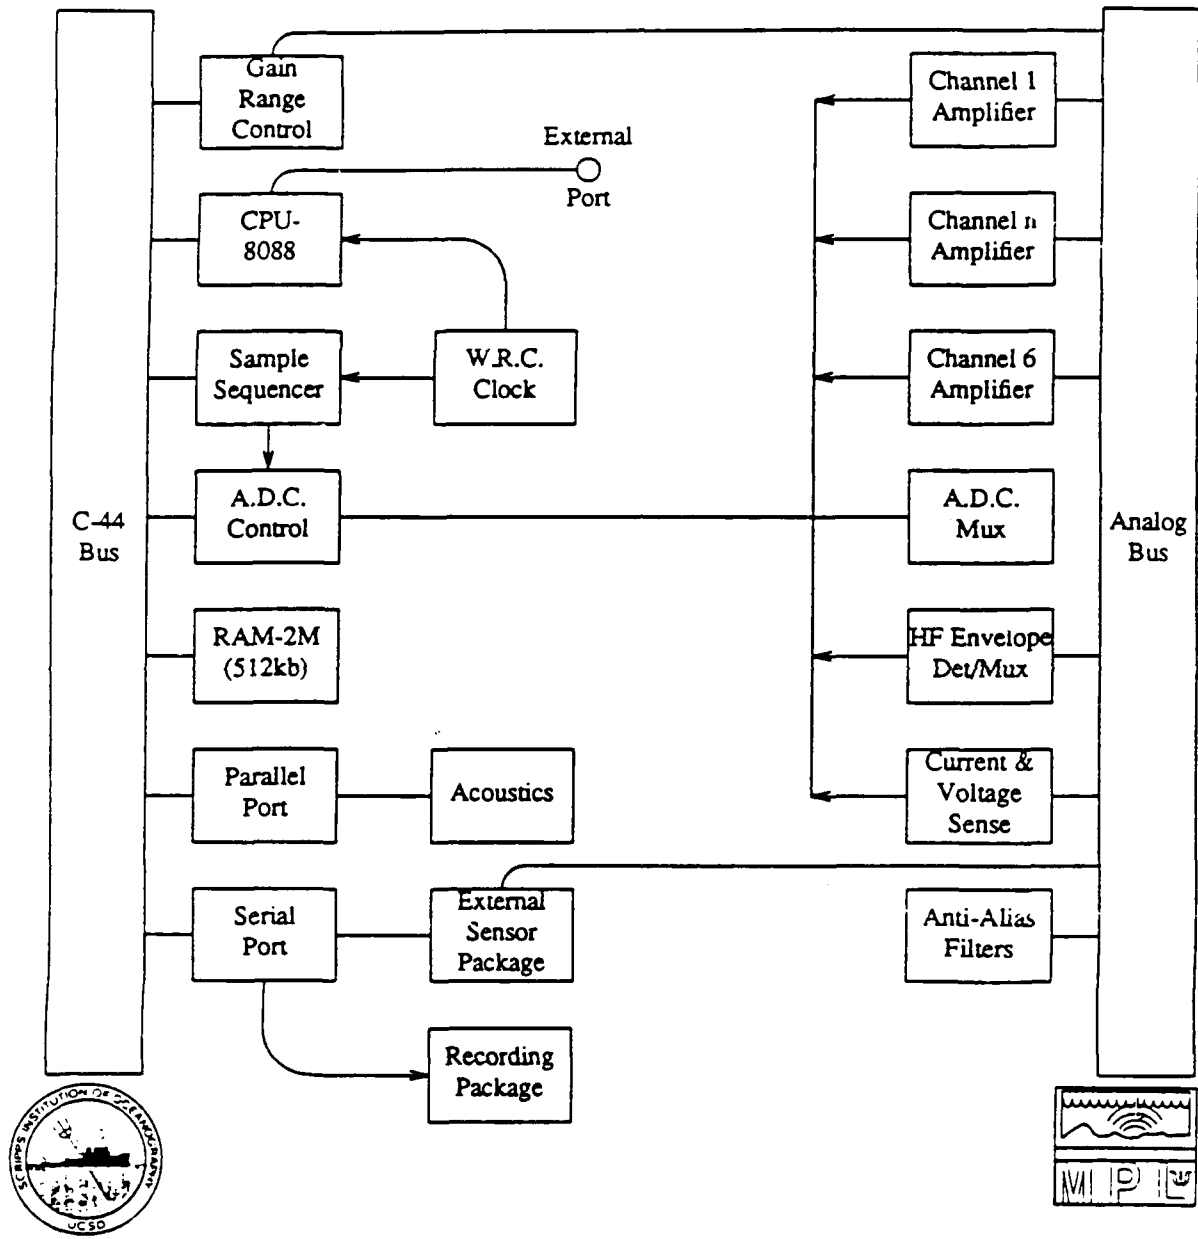 Gain
Range
Control
External
Port
CPU-
8088
Sample
Sequencer
W.R.C.
Clock
C-44
Bus
A.D.C.
Control
RAM-2M
(512kb)
Parallel
Port
Acoustics
Serial
Port
External
Sensor
Package
Recording
Package
Channel 1
Amplifier
Channel n
Amplifier
Channel 6
Amplifier
A.D.C.
Mux
Analog
Bus
HF Envelope
Det/Mux
Current &
Voltage
Sense
Anti-Alias
Filters
SCRIPPS INSTITUTION OF OCEANOGRAPHY
UCSD
MPL